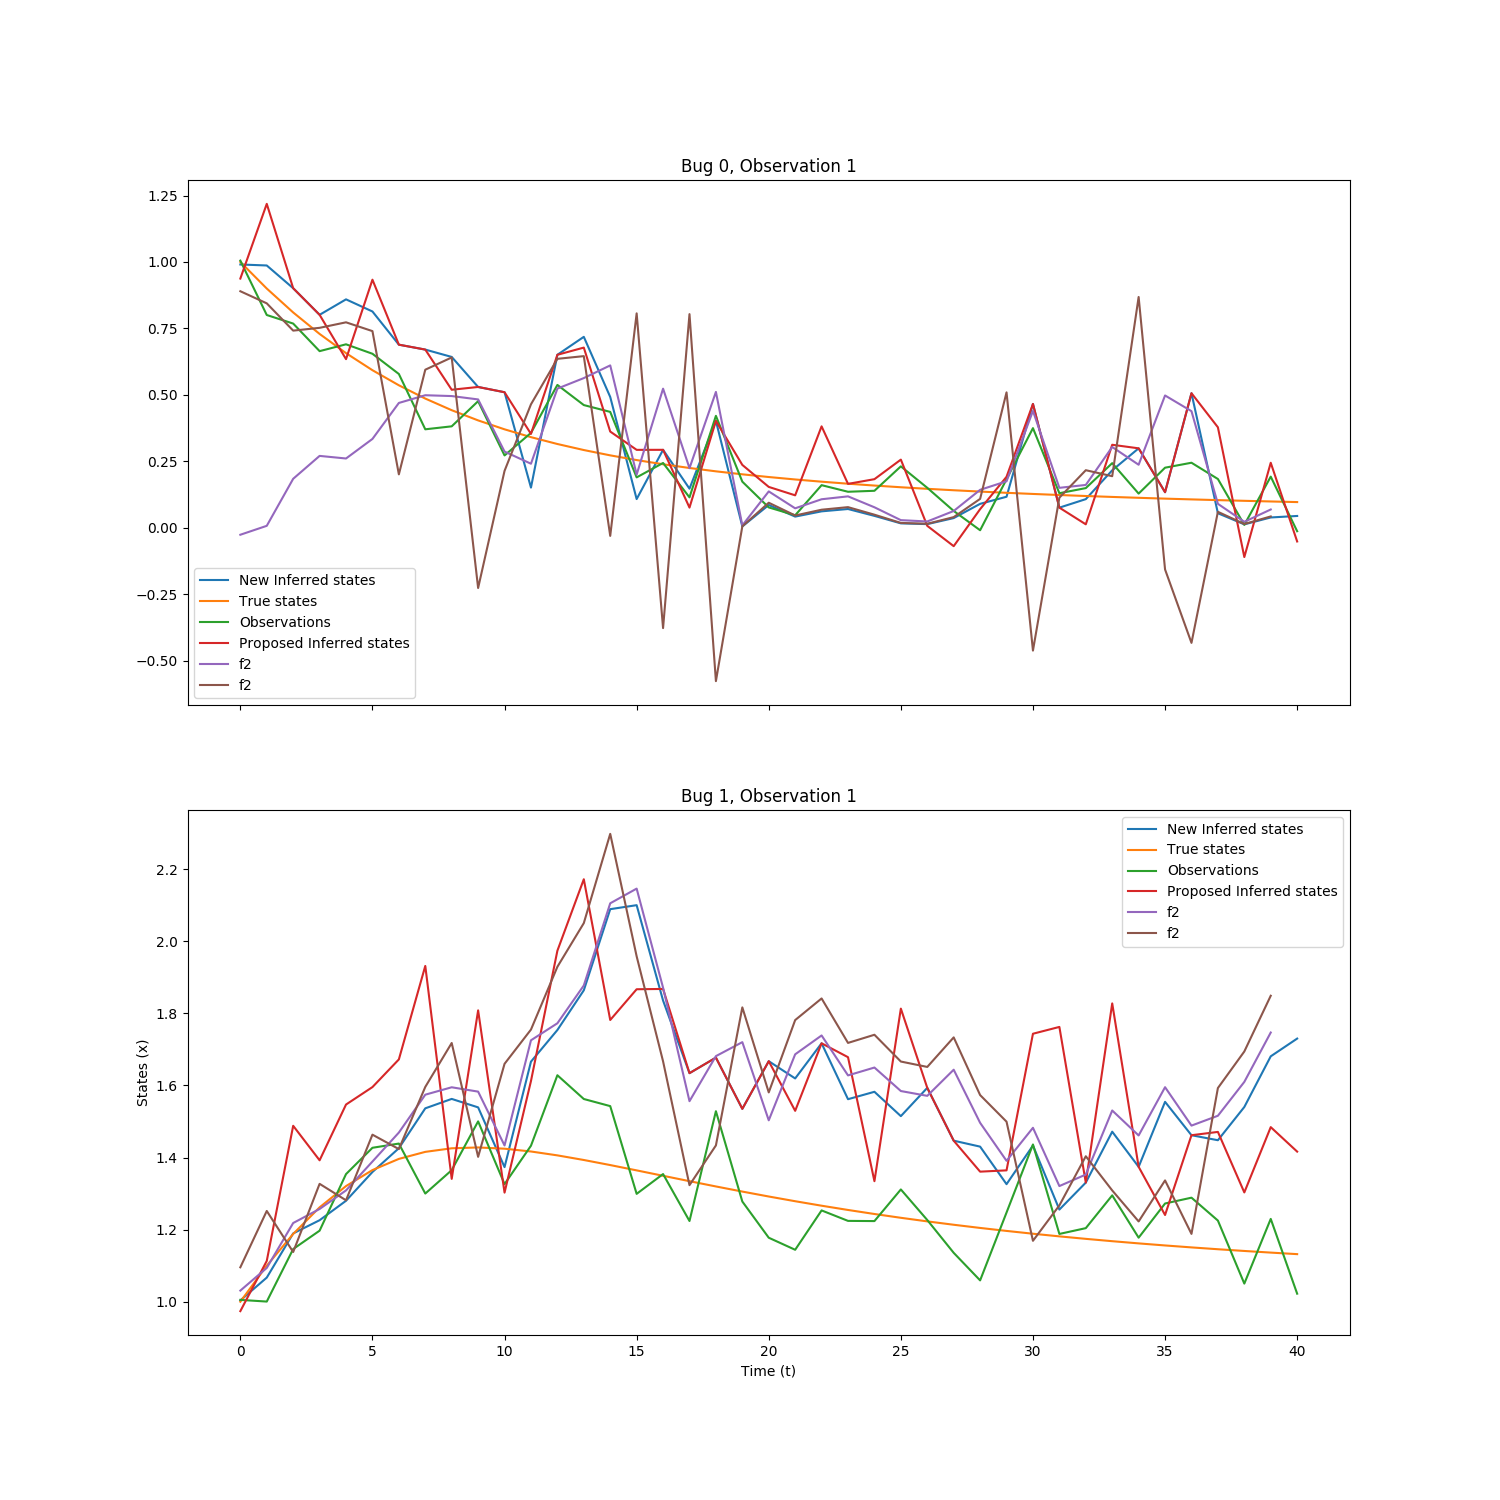 Bug 0, Observation 1
1.25
1.00
0.75
0.50
0.25
0.00
−0.25
−0.50
New Inferred states
True states
Observations
Proposed Inferred states
f2
f2
Bug 1, Observation 1
States (x)
2.2
2.0
1.8
1.6
1.4
1.2
1.0
New Inferred states
True states
Observations
Proposed Inferred states
f2
f2
0 5 10 15 20 25 30 35 40
Time (t)